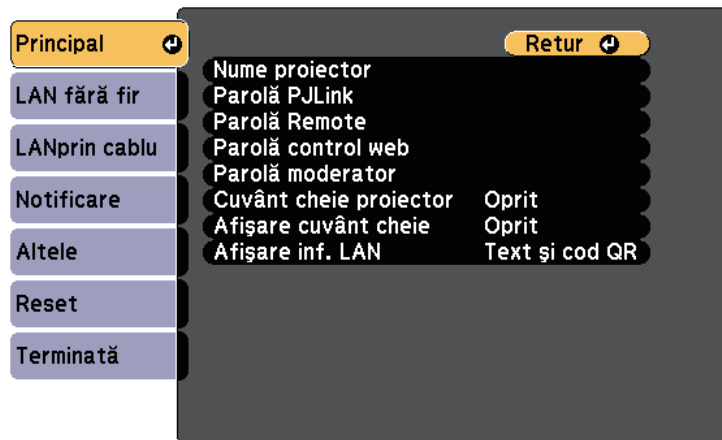 Principal
LAN fără fir
LANprin cablu
Notificare
Altele
Reset
Terminată
Retur
Nume proiector
Parolă PJLink
Parolă Remote
Parolă control web
Parolă moderator
Cuvânt cheie proiector Oprit
Afişare cuvânt cheie Oprit
Afişare inf. LAN Text şi cod QR